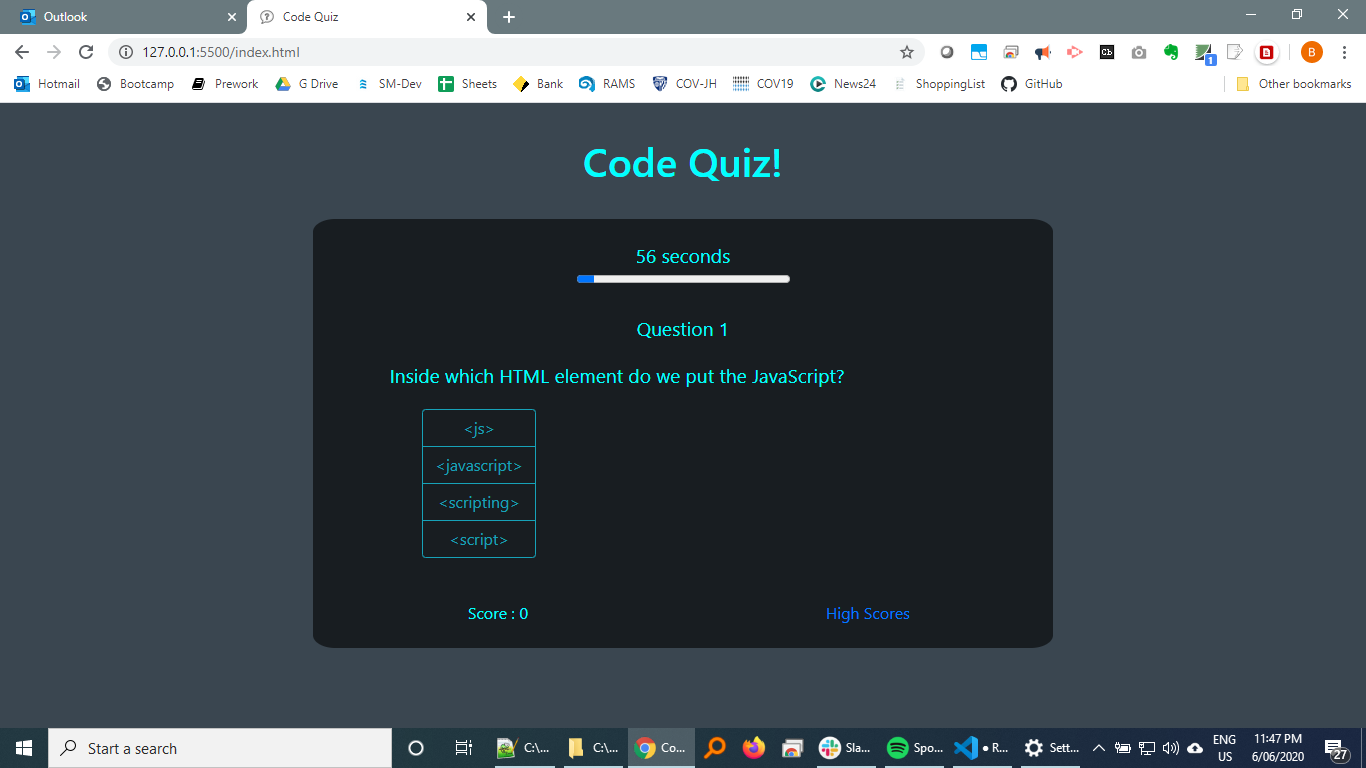 Outlook
Code Quiz
127.0.0.1:5500/index.html
Cb
1
B
Hotmail
Bootcamp
Prework
G Drive
SM-Dev
Sheets
Bank
RAMS
COV-JH
COV19
News24
ShoppingList
GitHub
Other bookmarks
Code Quiz!
56 seconds
Question 1
Inside which HTML element do we put the JavaScript?
<js>
<javascript>
<scripting>
<script>
Score : 0
High Scores
Start a search
C:\...
C:\...
Co...
Sla...
Spo...
● R...
Sett...
ENG
US
11:47 PM
6/06/2020
27